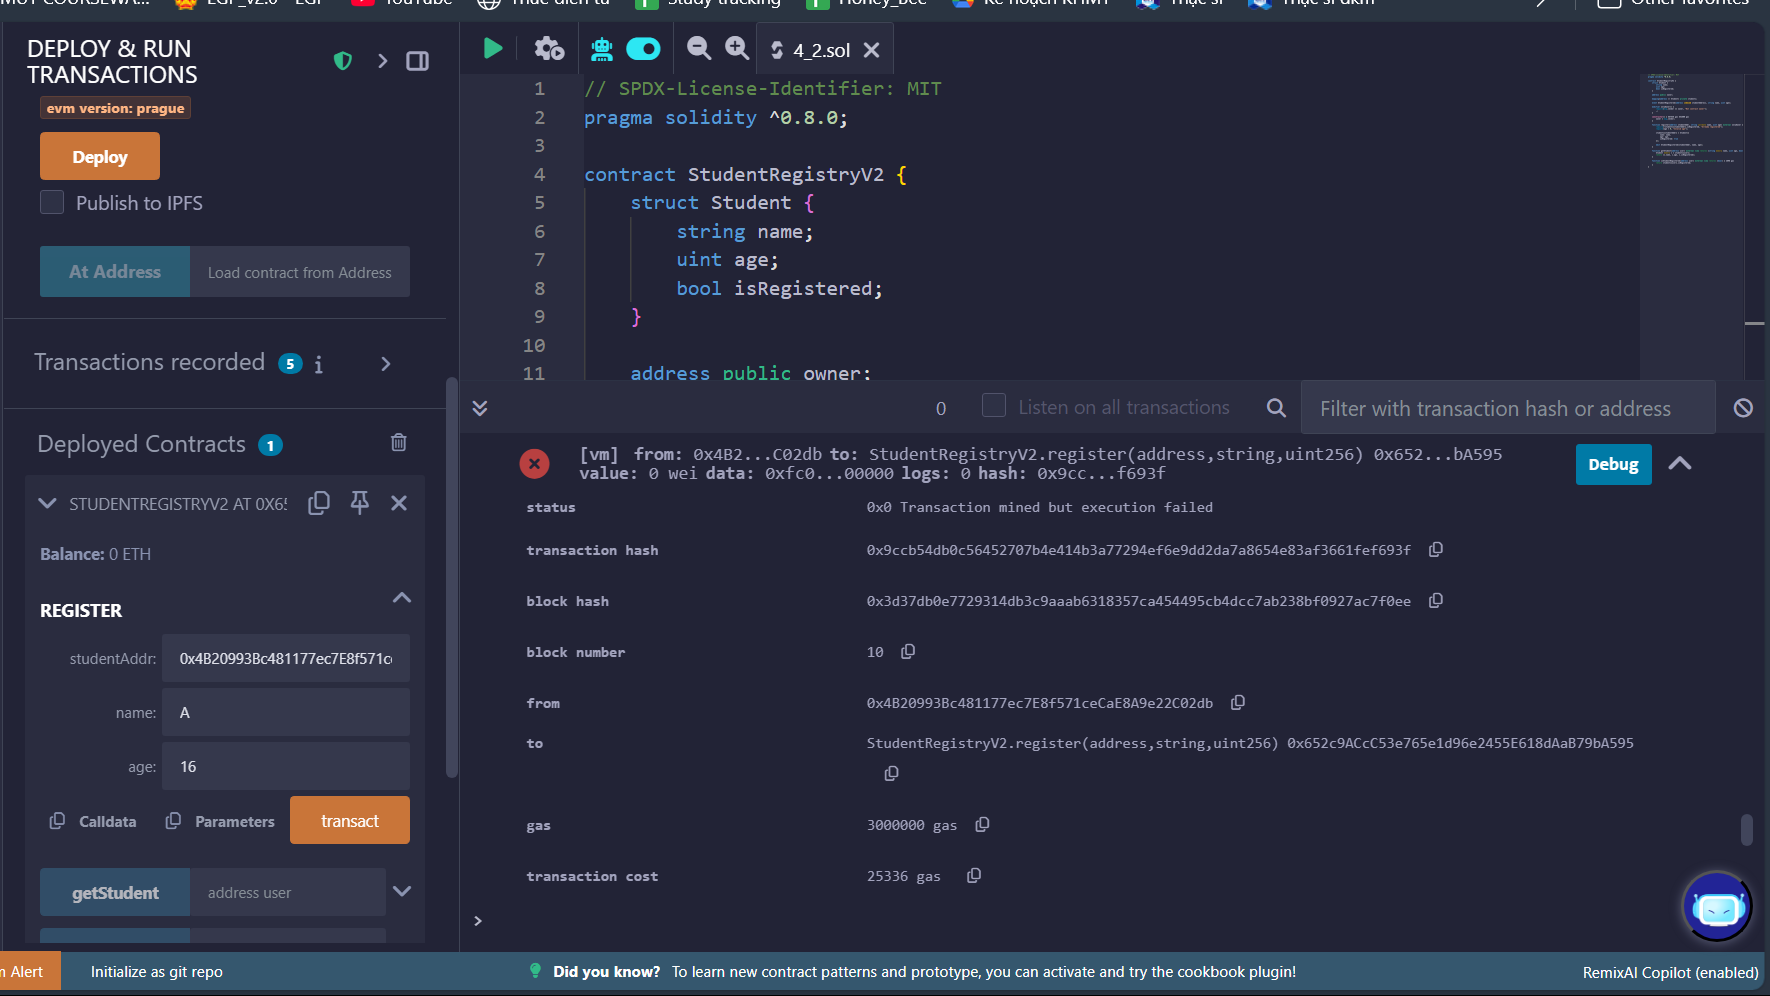 YouTube
Study tracking
Honey_Bee
Other favorites
DEPLOY & RUN
TRANSACTIONS
evm version: prague
Deploy
Publish to IPFS
At Address
Load contract from Address
Transactions recorded 5 i
Deployed Contracts 1
STUDENTREGISTRYV2 AT 0X65
Balance: 0 ETH
REGISTER
studentAddr: 0x4B20993Bc481177ec7E8f571c
name: A
age: 16
Calldata
Parameters
transact
getStudent
address user
4_2.sol
1 // SPDX-License-Identifier: MIT
2 pragma solidity ^0.8.0;
3
4 contract StudentRegistryV2 {
5 struct Student {
6 string name;
7 uint age;
8 bool isRegistered;
9 }
10
11 address public owner;
0
Listen on all transactions
Filter with transaction hash or address
[vm] from: 0x4B2...C02db to: StudentRegistryV2.register(address,string,uint256) 0x652...bA595
value: 0 wei data: 0xfc0...00000 logs: 0 hash: 0x9cc...f693f
Debug
status 0x0 Transaction mined but execution failed
transaction hash 0x9ccb54db0c56452707b4e414b3a77294ef6e9dd2da7a8654e83af3661fef693f
block hash 0x3d37db0e7729314db3c9aaab6318357ca454495cb4dcc7ab238bf0927ac7f0ee
block number 10
from 0x4B20993Bc481177ec7E8f571ceCaE8A9e22C02db
to StudentRegistryV2.register(address,string,uint256) 0x652c9ACcC53e765e1d96e2455E618dAaB79bA595
gas 3000000 gas
transaction cost 25336 gas
>
Alert
Initialize as git repo
Did you know? To learn new contract patterns and prototype, you can activate and try the cookbook plugin!
RemixAI Copilot (enabled)